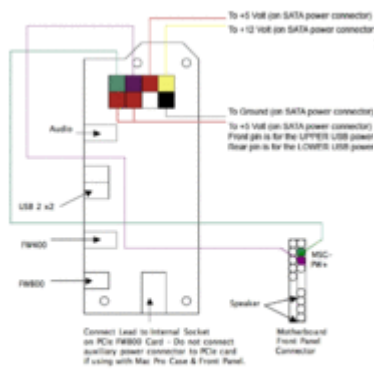 To +5 Volt (on SATA power connector)
To +12 Volt (on SATA power connector)
To Ground (on SATA power connector)
To +5 Volt (on SATA power connector)
Front pin is for the UPPER USB power
Rear pin is for the LOWER USB power
Audio
USB 2 x2
FW400
FW800
MSC-
PW+
Speaker
Motherboard
Front Panel
Connector
Connect Lead to Internal Socket
on PCIe FW800 Card - Do not connect
auxiliary power connector to PCIe card
if using with Mac Pro Case & Front Panel.